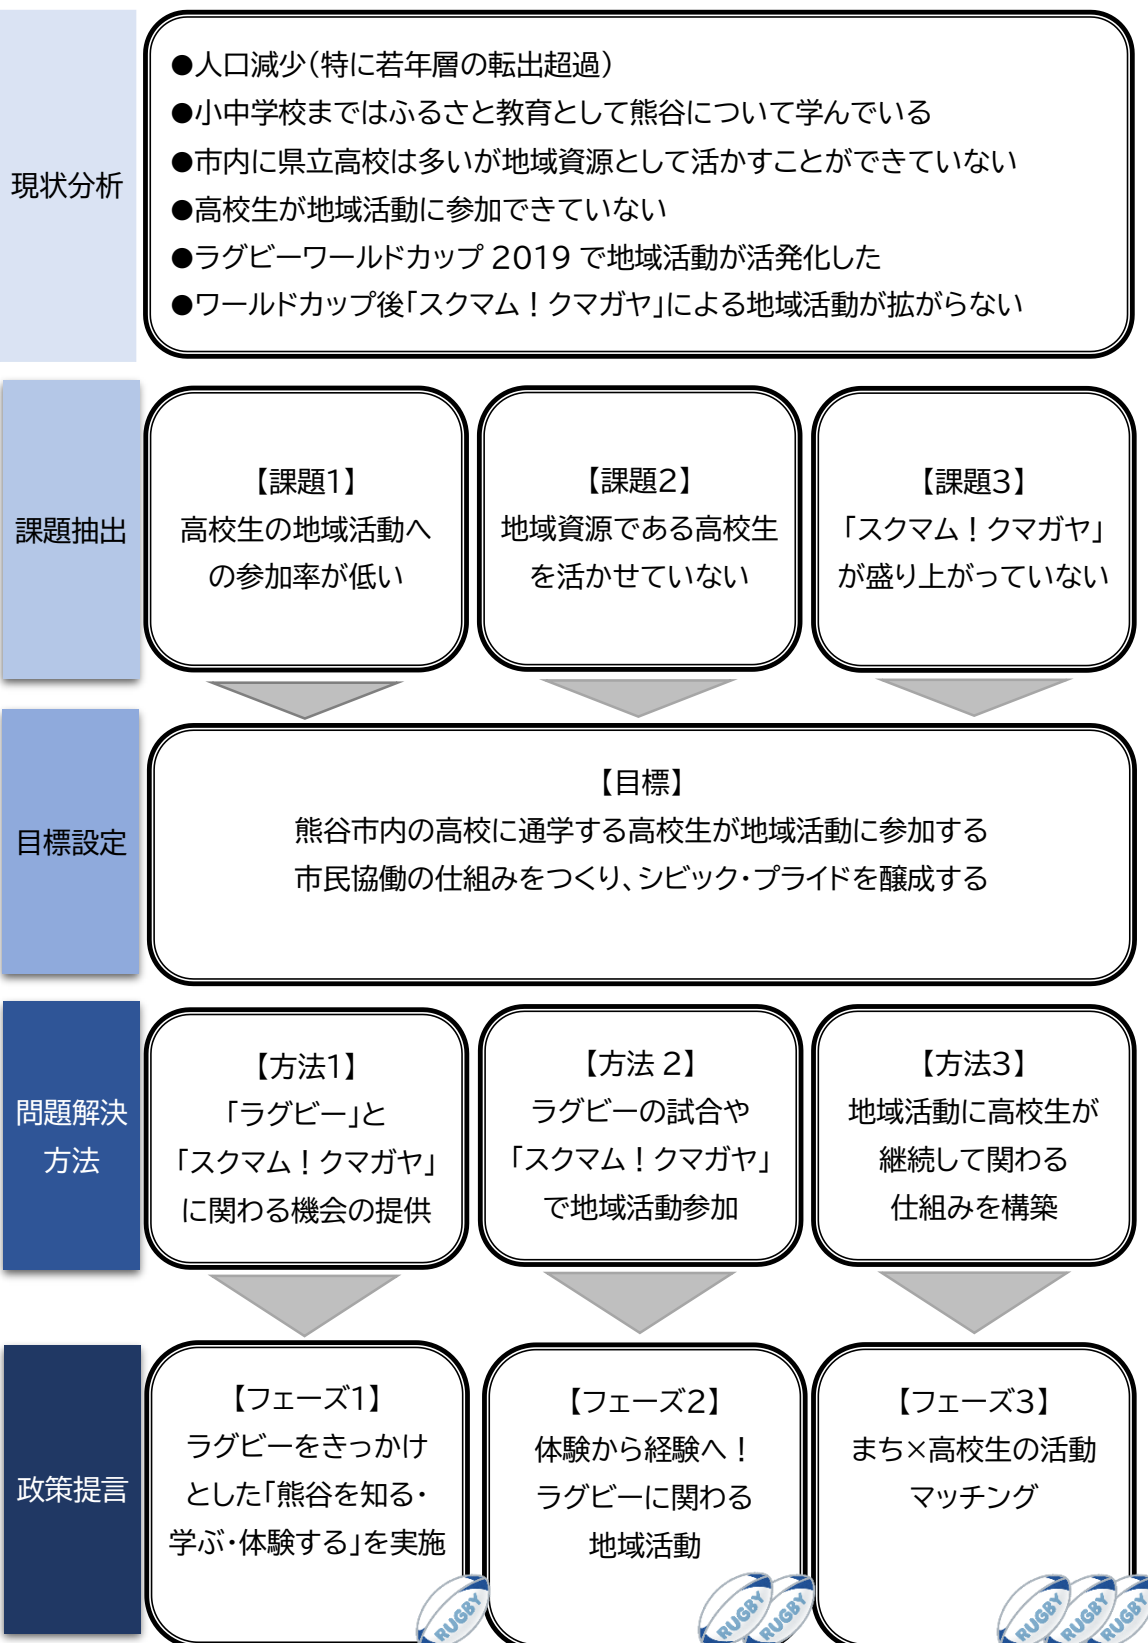 現状分析
●人口減少(特に若年層の転出超過)
●小中学校まではふるさと教育として熊谷について学んでいる
●市内に県立高校は多いが地域資源として活かすことができていない
●高校生が地域活動に参加できていない
●ラグビーワールドカップ 2019 で地域活動が活発化した
●ワールドカップ後「スクマム！クマガヤ」による地域活動が拡がらない
課題抽出
【課題1】
高校生の地域活動へ
の参加率が低い
【課題2】
地域資源である高校生
を活かせていない
【課題3】
「スクマム！クマガヤ」
が盛り上がっていない
目標設定
【目標】
熊谷市内の高校に通学する高校生が地域活動に参加する
市民協働の仕組みをつくり、シビック・プライドを醸成する
問題解決
方法
【方法1】
「ラグビー」と
「スクマム！クマガヤ」
に関わる機会の提供
【方法 2】
ラグビーの試合や
「スクマム！クマガヤ」
で地域活動参加
【方法3】
地域活動に高校生が
継続して関わる
仕組みを構築
政策提言
【フェーズ1】
ラグビーをきっかけ
とした「熊谷を知る・
学ぶ・体験する」を実施
RUGBY
【フェーズ2】
体験から経験へ！
ラグビーに関わる
地域活動
RUGBY
RUGBY
【フェーズ3】
まち×高校生の活動
マッチング
RUGBY
RUGBY
RUGBY